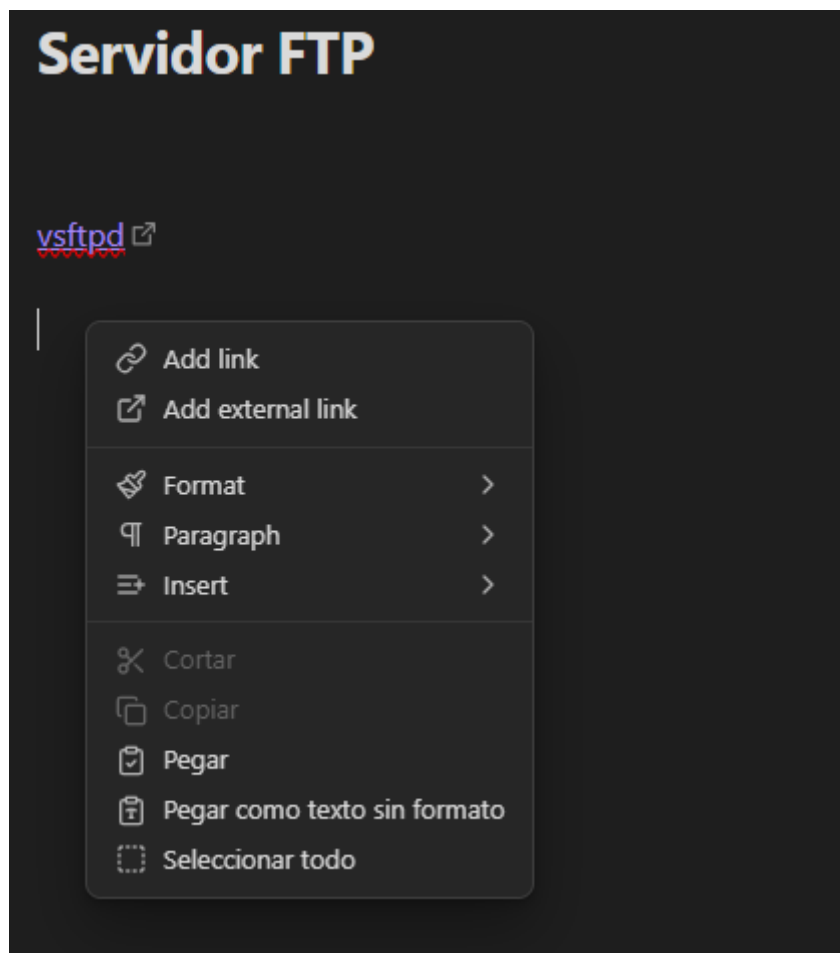 Servidor FTP
vsftpd
Add link
Add external link
Format
Paragraph
Insert
Cortar
Copiar
Pegar
Pegar como texto sin formato
Seleccionar todo